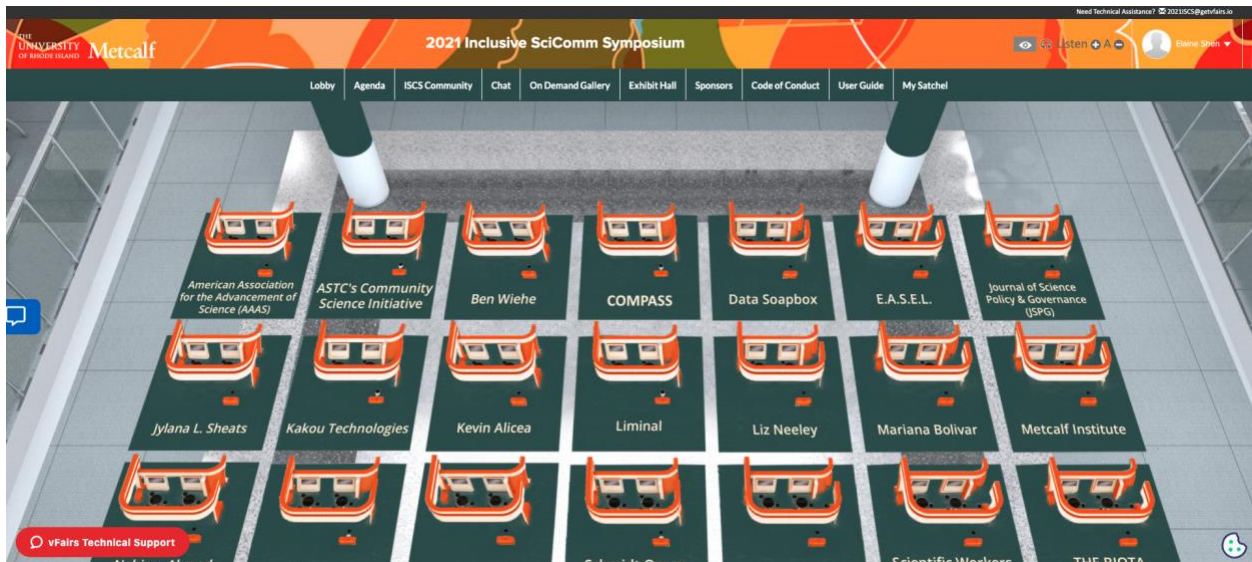 Need Technical Assistance? 2021ISCS@getvfairs.io
THE
UNIVERSITY
OF RHODE ISLAND
Metcalf
2021 Inclusive SciComm Symposium
Listen
A
Elaine Shen
Lobby
Agenda
ISCS Community
Chat
On Demand Gallery
Exhibit Hall
Sponsors
Code of Conduct
User Guide
My Satchel
American Association
for the Advancement of
Science (AAAS)
ASTC's Community
Science Initiative
Ben Wiehe
COMPASS
Data Soapbox
E.A.S.E.L.
Journal of Science
Policy & Governance
(JSPG)
Jylana L. Sheats
Kakou Technologies
Kevin Alicea
Liminal
Liz Neeley
Mariana Bolivar
Metcalf Institute
Scientific Workers
THE BIOTA
vFairs Technical Support